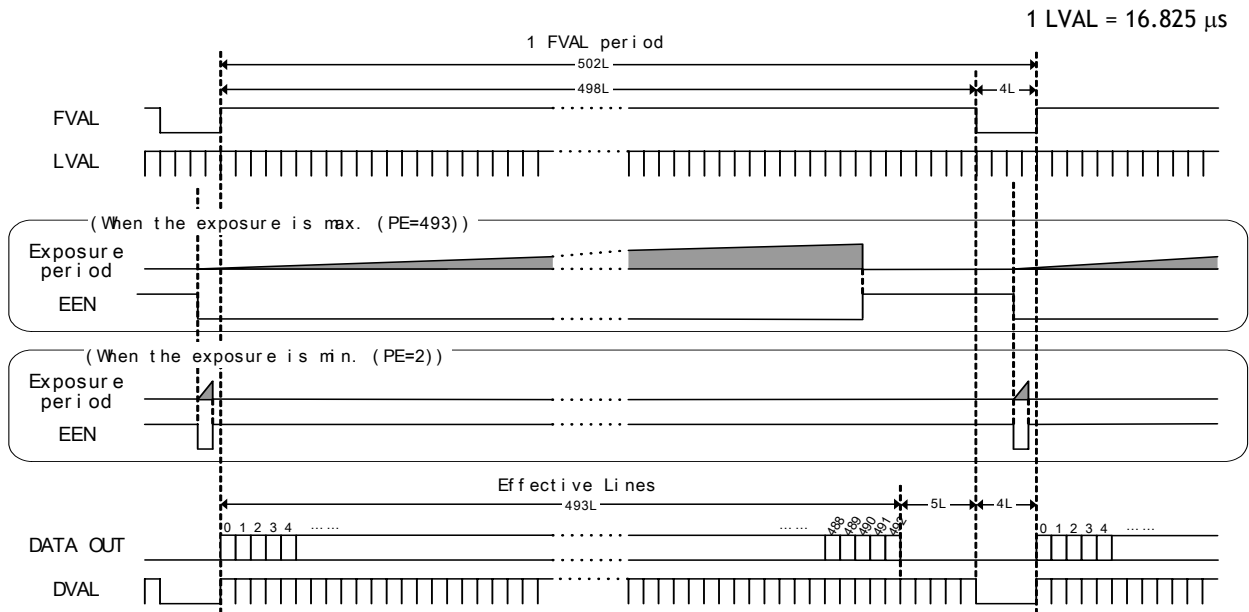 1 LVAL = 16.825 μs
1 FVAL period
502L
498L
4L
FVAL
LVAL
(When the exposure is max. (PE=493))
Exposure
period
EEN
(When the exposure is min. (PE=2))
Exposure
period
EEN
Effective Lines
493L
5L
4L
0 1 2 3 4 ...... ...... 488 489 490 491 492 0 1 2 3 4 ......
DATA OUT
DVAL